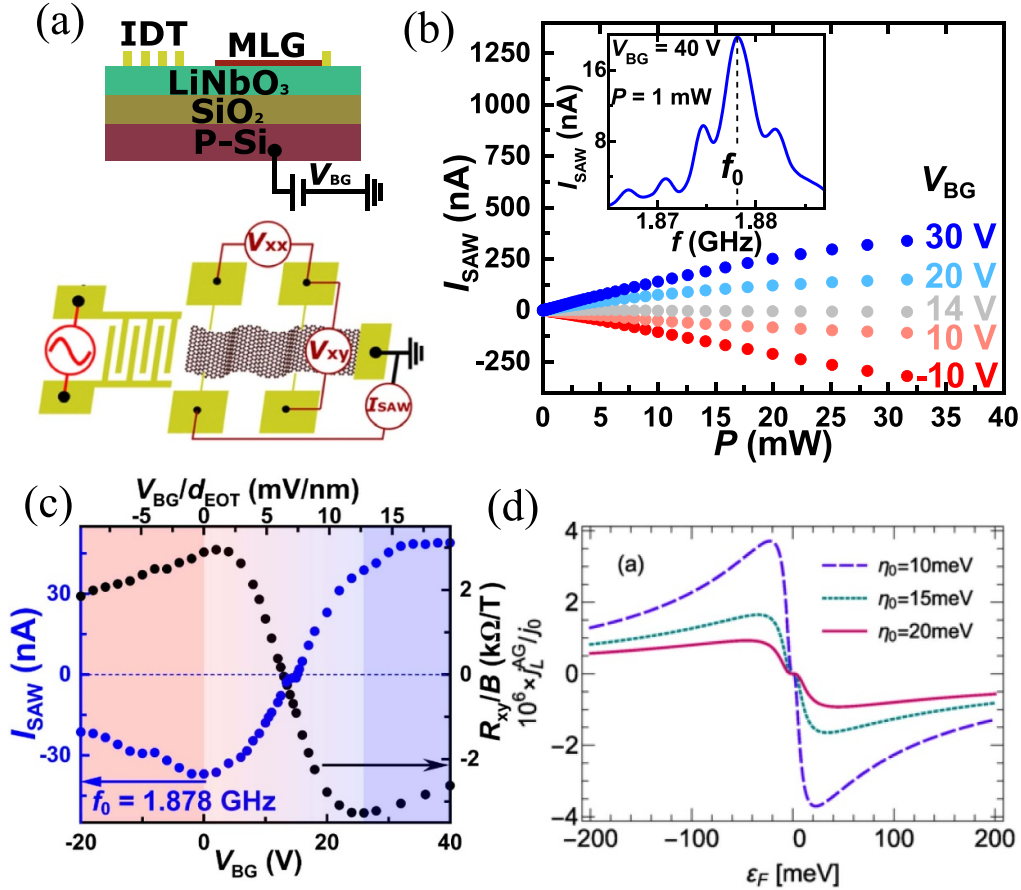 (a)
IDT
MLG
LiNbO₃
SiO₂
P-Si
V_BG
V_xx
V_xy
I_SAW
(b)
I_SAW (nA)
1250
1000
750
500
250
0
-250
0 5 10 15 20 25 30 35 40
P (mW)
V_BG
30 V
20 V
14 V
10 V
-10 V
V_BG = 40 V
P = 1 mW
I_SAW (nA)
16
8
f₀
1.87 1.88
f (GHz)
(c)
V_BG/d_EOT (mV/nm)
-5 0 5 10 15
I_SAW (nA)
30
0
-30
R_xy/B (kΩ/T)
2
0
-2
f₀ = 1.878 GHz
-20 0 20 40
V_BG (V)
(d)
(a)
η₀=10meV
η₀=15meV
η₀=20meV
10⁶ × j_L^AG/j₀
4
2
0
−2
−4
−200 −100 0 100 200
ε_F [meV]